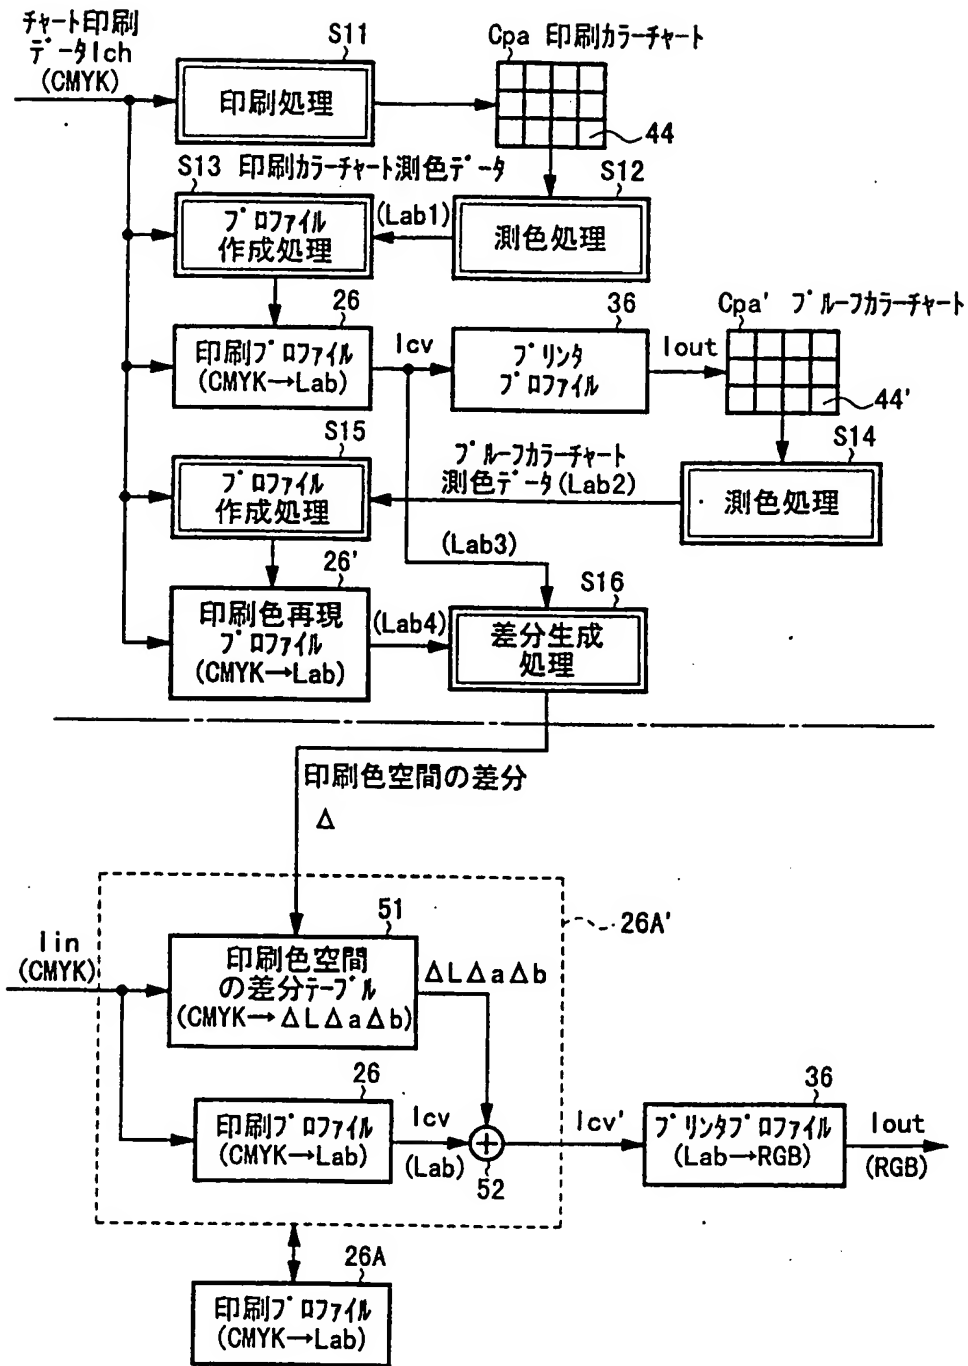 チャート印刷
データIch
(CMYK)
S11
印刷処理
Cpa 印刷カラーチャート
44
S13 印刷カラーチャート測色データ
S12
プロファイル
作成処理
(Lab1)
測色処理
26
印刷プロファイル
(CMYK→Lab)
Icv
36
プリンタ
プロファイル
Iout
Cpa' プルーフカラーチャート
44'
S15
プロファイル
作成処理
プルーフカラーチャート
測色データ(Lab2)
S14
測色処理
(Lab3)
26'
印刷色再現
プロファイル
(CMYK→Lab)
(Lab4)
S16
差分生成
処理
印刷色空間の差分
Δ
26A'
Iin
(CMYK)
51
印刷色空間
の差分テーブル
(CMYK→ΔLΔaΔb)
ΔLΔaΔb
26
印刷プロファイル
(CMYK→Lab)
Icv
(Lab)
52
Icv'
36
プリンタプロファイル
(Lab→RGB)
Iout
(RGB)
26A
印刷プロファイル
(CMYK→Lab)